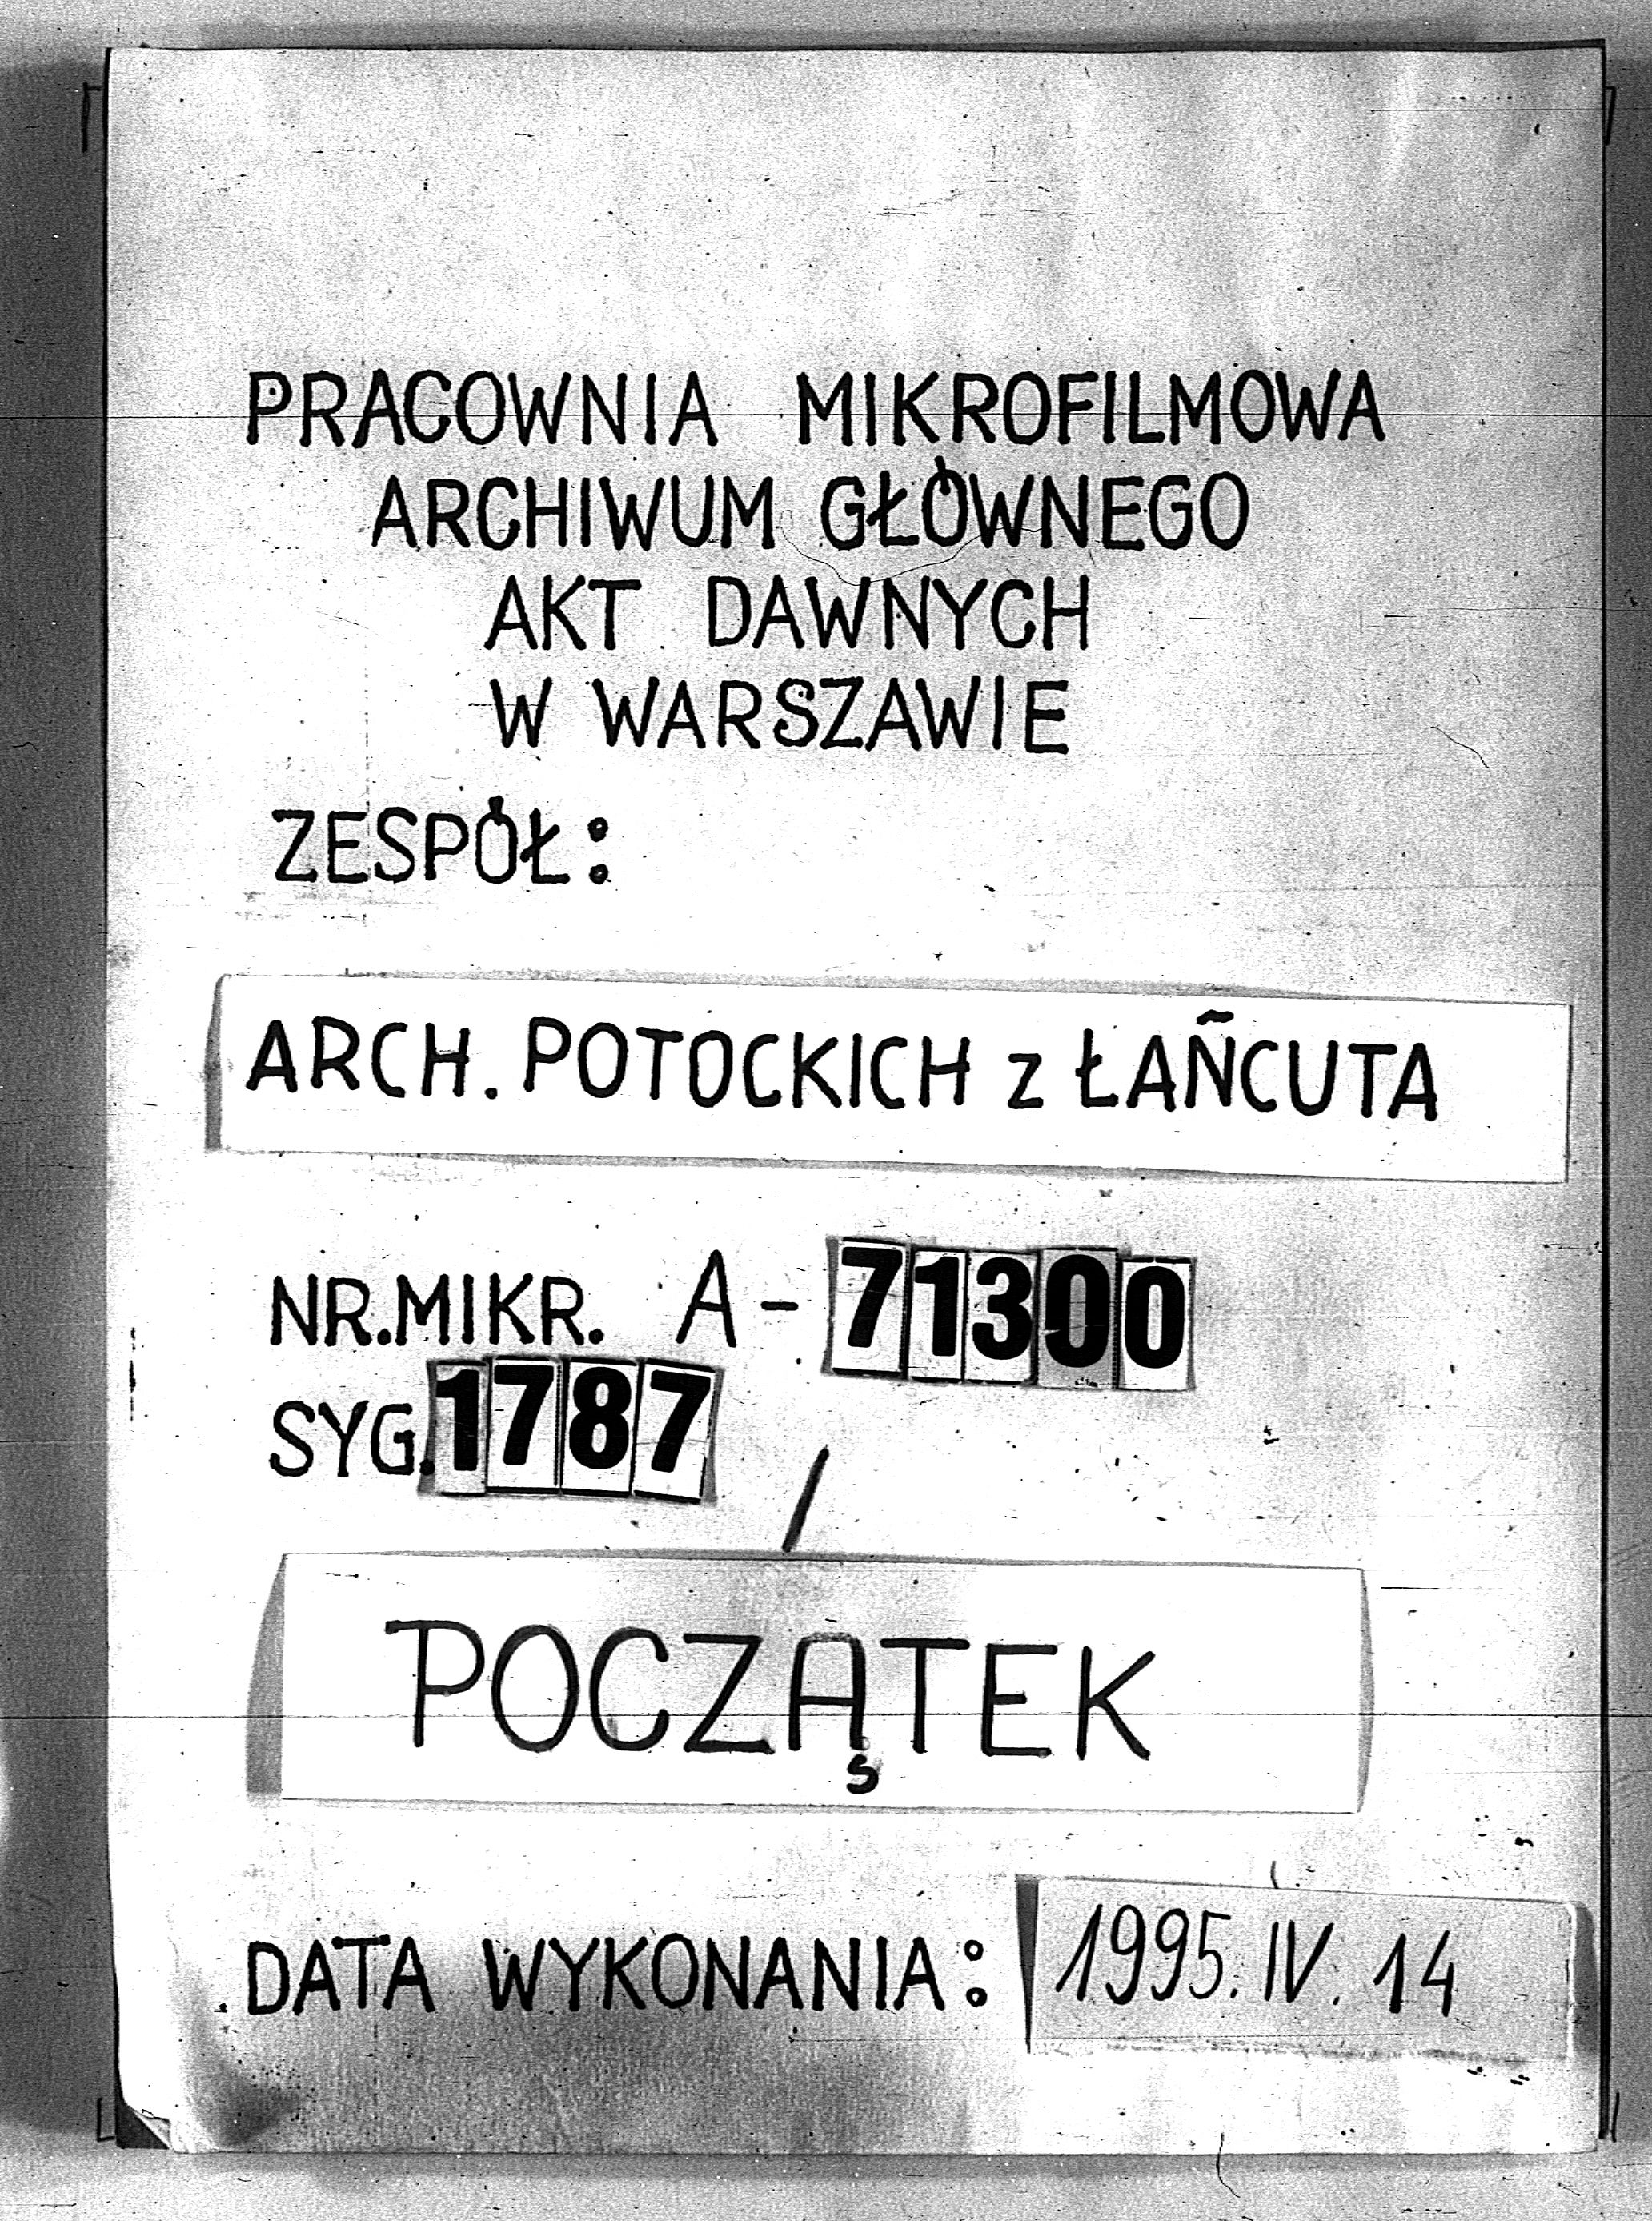 PRACOWNIA MIKROFILMOWA
ARCHIWUM GŁÓWNEGO
AKT DAWNYCH
W WARSZAWIE
ZESPÓŁ:
ARCH. POTOCKICH z ŁAÑCUTA
NR.MIKR. A-71300
SYG.1787
POCZĄTEK
DATA WYKONANIA: 1995.IV.14